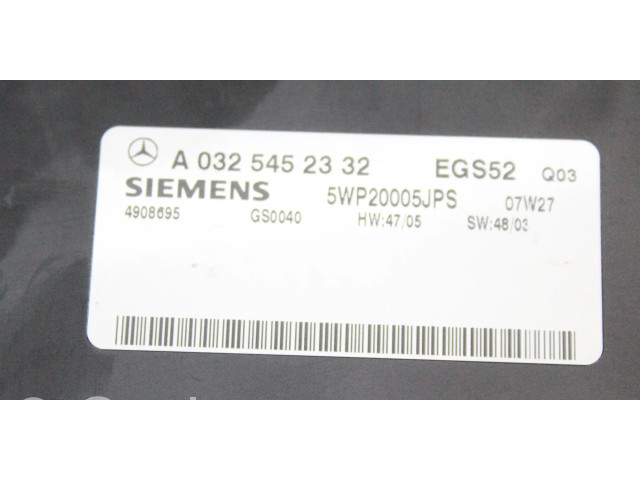 A 032 545 23 32 EGS52 Q03
SIEMENS 5WP20005JPS 07W27
4908695 GS0040 HW:47/05 SW:48/03